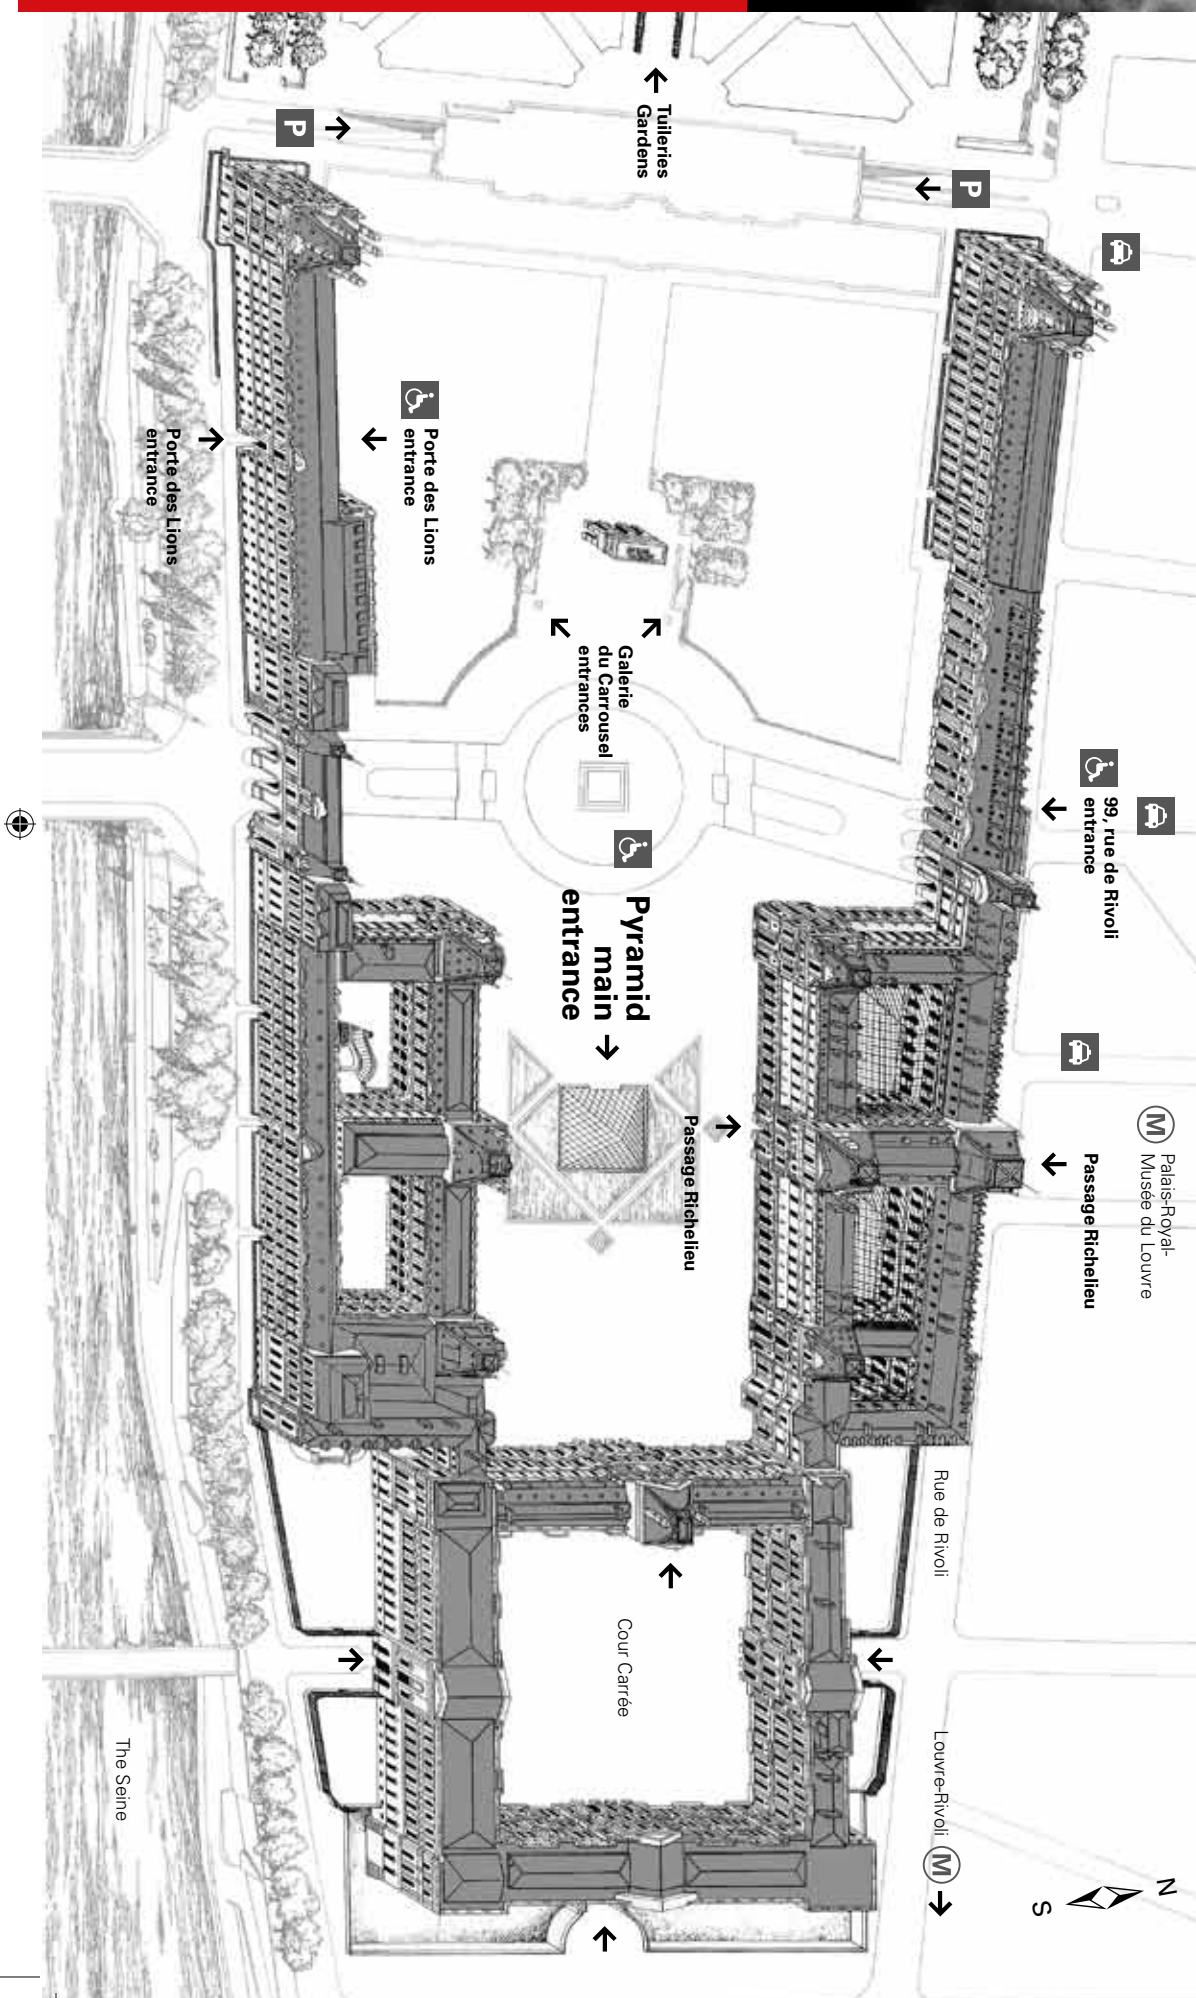 P
Tuileries
Gardens
P
Porte des Lions
entrance
Porte des Lions
entrance
Galerie
du Carrousel
entrances
99, rue de Rivoli
entrance
Pyramid
main
entrance
Passage Richelieu
M
Palais-Royal-
Musée du Louvre
Passage Richelieu
Rue de Rivoli
Cour Carrée
The Seine
Louvre-Rivoli M
N
S